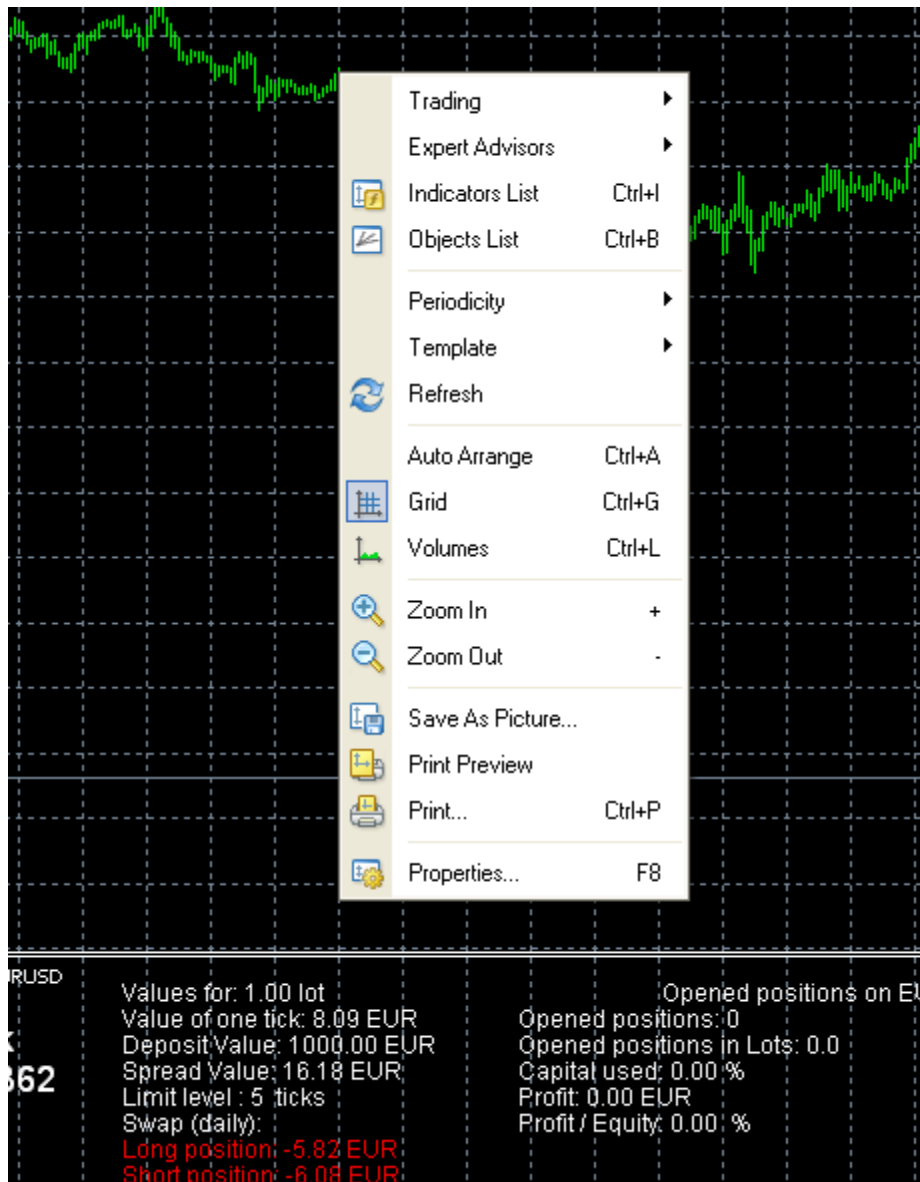 Trading
Expert Advisors
Indicators List Ctrl+I
Objects List Ctrl+B
Periodicity
Template
Refresh
Auto Arrange Ctrl+A
Grid Ctrl+G
Volumes Ctrl+L
Zoom In +
Zoom Out -
Save As Picture...
Print Preview
Print... Ctrl+P
Properties... F8
RUSD
362
Values for: 1.00 lot
Value of one tick: 8.09 EUR
Deposit Value: 1000.00 EUR
Spread Value: 16.18 EUR
Limit level : 5 ticks
Swap (daily):
Long position: -5.82 EUR
Short position: -6.08 EUR
Opened positions on EU
Opened positions: 0
Opened positions in Lots: 0.0
Capital used: 0.00 %
Profit: 0.00 EUR
Profit / Equity: 0.00 %